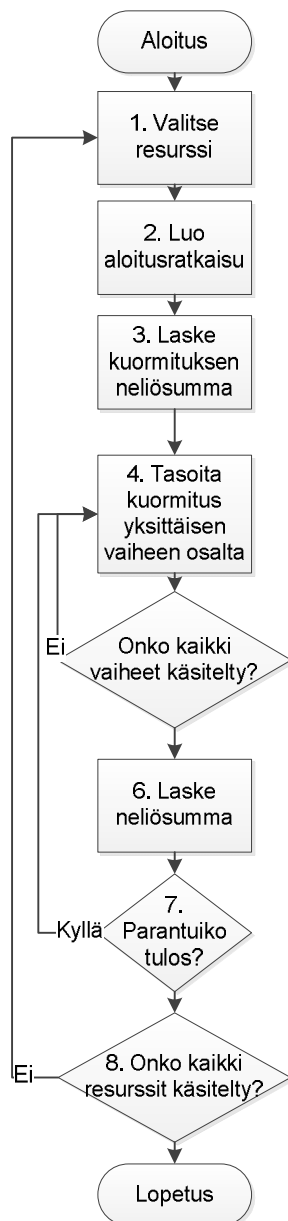 Aloitus
1. Valitse
resurssi
2. Luo
aloitusratkaisu
3. Laske
kuormituksen
neliösumma
4. Tasoita
kuormitus
yksittäisen
vaiheen osalta
Ei
Onko kaikki
vaiheet käsitelty?
6. Laske
neliösumma
Kyllä
7.
Parantuiko
tulos?
Ei
8. Onko kaikki
resurssit käsitelty?
Lopetus